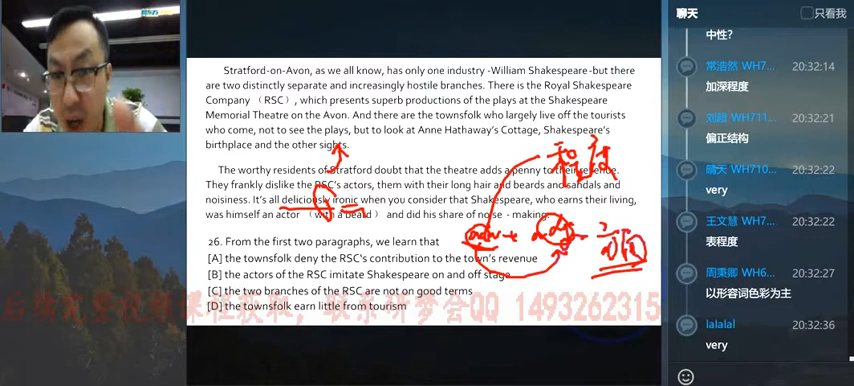 Stratford-on-Avon, as we all know, has only one industry -William Shakespeare -but there
are two distinctly separate and increasingly hostile branches. There is the Royal Shakespeare
Company （RSC）, which presents superb productions of the plays at the Shakespeare
Memorial Theatre on the Avon. And there are the townsfolk who largely live off the tourists
who come, not to see the plays, but to look at Anne Hathaway's Cottage, Shakespeare's
birthplace and the other sights.
The worthy residents of Stratford doubt that the theatre adds a penny to their revenue.
They frankly dislike the RSC's actors, them with their long hair and beards and sandals and
noisiness. It's all deliciously ironic when you consider that Shakespeare, who earns their living,
was himself an actor （with a beard） and did his share of noise - making.
26. From the first two paragraphs, we learn that
[A] the townsfolk deny the RSC's contribution to the town's revenue
[B] the actors of the RSC imitate Shakespeare on and off stage
[C] the two branches of the RSC are not on good terms
[D] the townsfolk earn little from tourism
程度
adv +
QQ 1493262315
聊天
只看我
中性？
常浩然 WH7... 20:32:14
加深程度
刘超 WH711... 20:32:21
偏正结构
晴天 WH710... 20:32:22
very
王文慧 WH7... 20:32:22
表程度
周秉卿 WH6... 20:32:27
以形容词色彩为主
lalalal 20:32:36
very